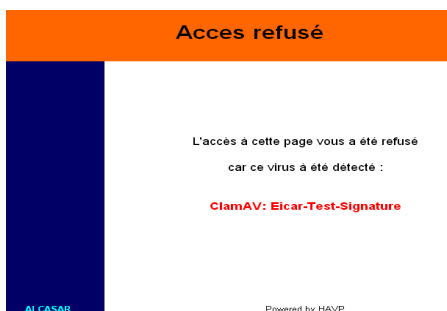 Acces refusé
L'accès à cette page vous a été refusé
car ce virus à été détecté :
ClamAV: Eicar-Test-Signature
ALCASAR
Powered by HAVP